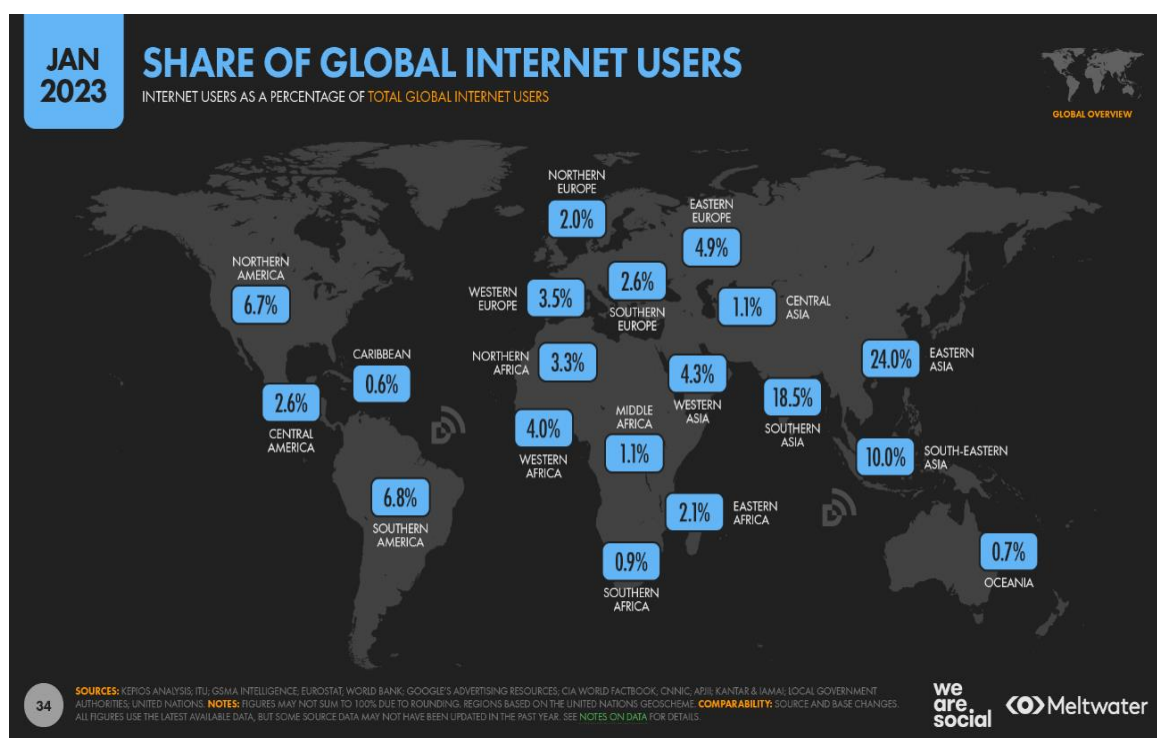 JAN
2023
SHARE OF GLOBAL INTERNET USERS
INTERNET USERS AS A PERCENTAGE OF TOTAL GLOBAL INTERNET USERS
GLOBAL OVERVIEW
NORTHERN
EUROPE
2.0%
EASTERN
EUROPE
4.9%
NORTHERN
AMERICA
6.7%
WESTERN
EUROPE
3.5%
2.6%
SOUTHERN
EUROPE
1.1%
CENTRAL
ASIA
CARIBBEAN
0.6%
NORTHERN
AFRICA
3.3%
4.3%
WESTERN
ASIA
24.0%
EASTERN
ASIA
2.6%
CENTRAL
AMERICA
4.0%
WESTERN
AFRICA
MIDDLE
AFRICA
1.1%
18.5%
SOUTHERN
ASIA
10.0%
SOUTH-EASTERN
ASIA
6.8%
SOUTHERN
AMERICA
2.1%
EASTERN
AFRICA
0.9%
SOUTHERN
AFRICA
0.7%
OCEANIA
34
SOURCES: KEPIOS ANALYSIS; ITU; GSMA INTELLIGENCE; EUROSTAT; WORLD BANK; GOOGLE'S ADVERTISING RESOURCES; CIA WORLD FACTBOOK; CNNIC; APJII; KANTAR & IAMAI; LOCAL GOVERNMENT
AUTHORITIES; UNITED NATIONS. NOTES: FIGURES MAY NOT SUM TO 100% DUE TO ROUNDING. REGIONS BASED ON THE UNITED NATIONS GEOSCHEME. COMPARABILITY: SOURCE AND BASE CHANGES.
ALL FIGURES USE THE LATEST AVAILABLE DATA, BUT SOME SOURCE DATA MAY NOT HAVE BEEN UPDATED IN THE PAST YEAR. SEE NOTES ON DATA FOR DETAILS.
we
are.
social
Meltwater